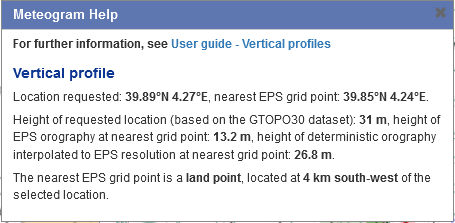 Meteogram Help
For further information, see User guide - Vertical profiles
Vertical profile
Location requested: 39.89°N 4.27°E, nearest EPS grid point: 39.85°N 4.24°E.
Height of requested location (based on the GTOPO30 dataset): 31 m, height of
EPS orography at nearest grid point: 13.2 m, height of deterministic orography
interpolated to EPS resolution at nearest grid point: 26.8 m.
The nearest EPS grid point is a land point, located at 4 km south-west of the
selected location.